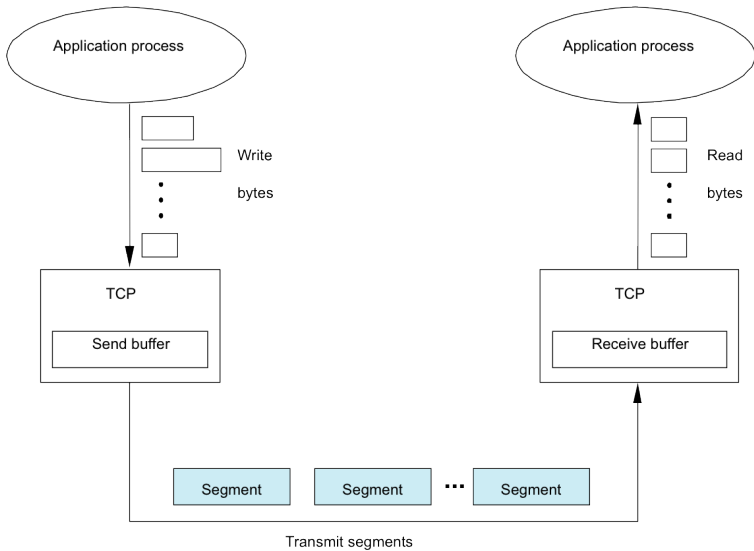 Application process
Application process
Write
bytes
Read
bytes
TCP
Send buffer
TCP
Receive buffer
Segment
Segment
...
Segment
Transmit segments